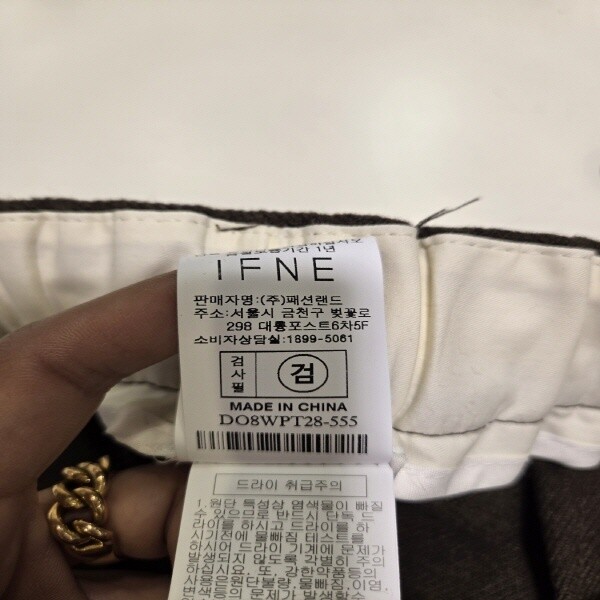 품질보증기간 1년
IFNE
판매자명:(주)패션랜드
주소:서울시 금천구 벚꽃로
298 대륭포스트6차5F
소비자상담실:1899-5061
검사필
검
MADE IN CHINA
DO8WPT28-555
드라이 취급주의
1. 원단 특성상 염색물이 빠질
수 있으므로 반드시 단독 드
라이를 하시고 드라이를 하
시기전에 물빠짐 테스트를
하시어 드라이 기계에 문제가
발생되지 않도록 각별히 주의
하십시요. 또, 강한약품등의
사용은원단불량, 물빠짐, 이염,
변색등의 문제가 발생할수